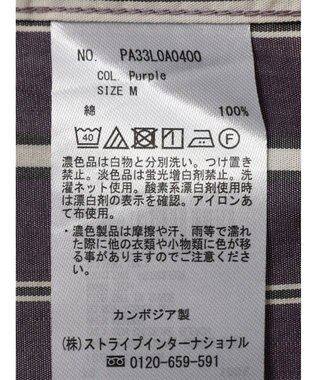 NO. PA33L0A0400
COL. Purple
SIZE M
綿 100%
40 F
濃色品は白物と分別洗い。つけ置き
禁止。淡色品は蛍光増白剤禁止。洗
濯ネット使用。酸素系漂白剤使用時
は漂白剤の表示を確認。アイロンあ
て布使用。
・濃色製品は摩擦や汗、雨等で濡れ
た際に他の衣類や小物類に色が移
る事がありますのでご注意くださ
い。
カンボジア製
(株)ストライプインターナショナル
0120-659-591